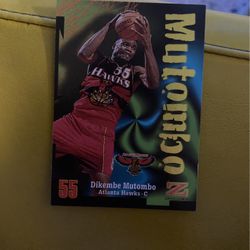 Mutombo
HAWKS
55
Z
55
Dikembe Mutombo
Atlanta Hawks - C